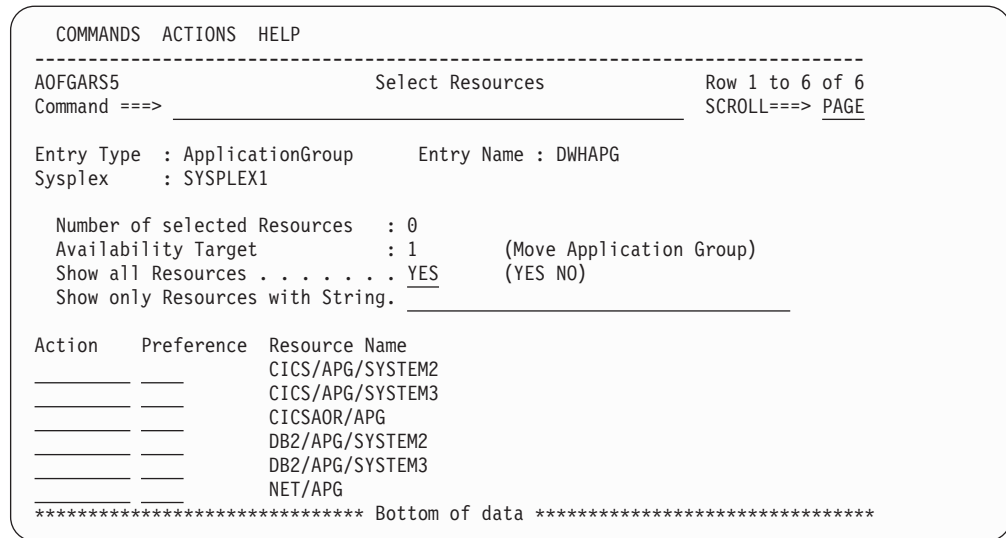 COMMANDS ACTIONS HELP
-------------------------------------------------------------------------------
AOFGARS5 Select Resources Row 1 to 6 of 6
Command ===> SCROLL===> PAGE
Entry Type : ApplicationGroup Entry Name : DWHAPG
Sysplex : SYSPLEX1
Number of selected Resources : 0
Availability Target : 1 (Move Application Group)
Show all Resources . . . . . . . YES (YES NO)
Show only Resources with String.
Action Preference Resource Name
CICS/APG/SYSTEM2
CICS/APG/SYSTEM3
CICSAOR/APG
DB2/APG/SYSTEM2
DB2/APG/SYSTEM3
NET/APG
******************************* Bottom of data ********************************